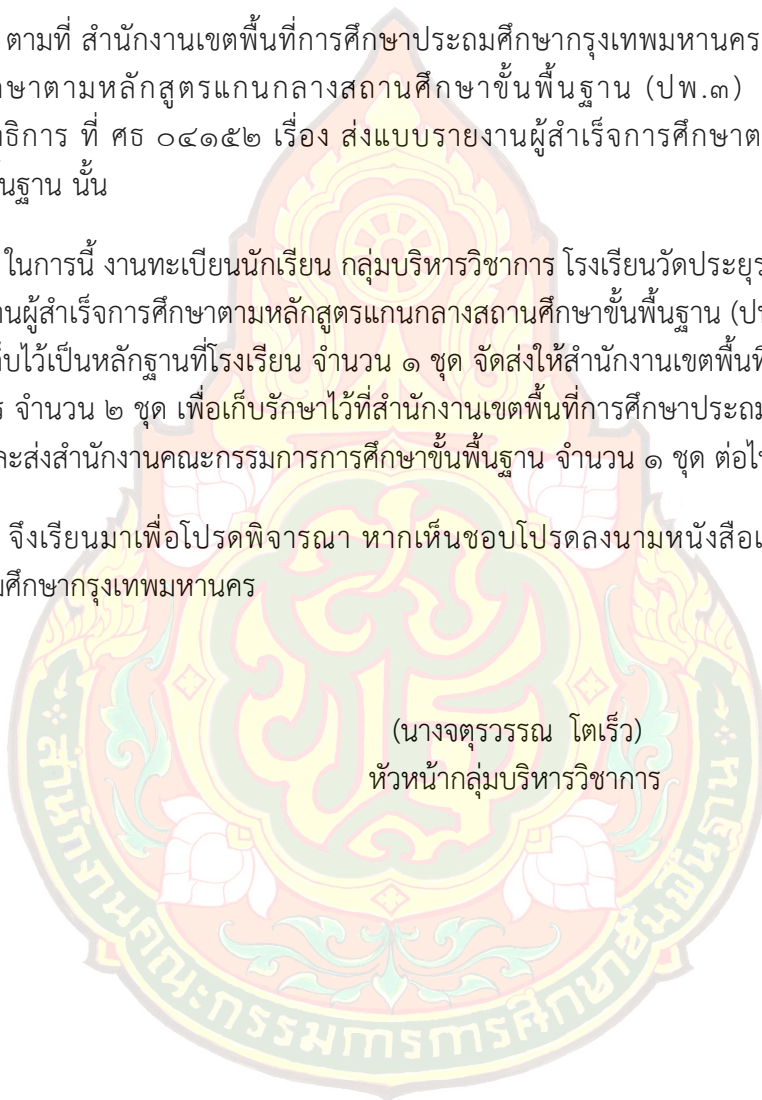 ตามที่ สำนักงานเขตพื้นที่การศึกษาประถมศึกษากรุงเทพมหานคร
กษาตามหลักสูตรแกนกลางสถานศึกษาขั้นพื้นฐาน (ปพ.๓)
ธิการ ที่ ศธ ๐๔๑๕๒ เรื่อง ส่งแบบรายงานผู้สำเร็จการศึกษาต
ื้นฐาน นั้น
ในการนี้ งานทะเบียนนักเรียน กลุ่มบริหารวิชาการ โรงเรียนวัดประยุร
านผู้สำเร็จการศึกษาตามหลักสูตรแกนกลางสถานศึกษาขั้นพื้นฐาน (ปพ
ก็บไว้เป็นหลักฐานที่โรงเรียน จำนวน ๑ ชุด จัดส่งให้สำนักงานเขตพื้นที่
ร จำนวน ๒ ชุด เพื่อเก็บรักษาไว้ที่สำนักงานเขตพื้นที่การศึกษาประถม
ละส่งสำนักงานคณะกรรมการการศึกษาขั้นพื้นฐาน จำนวน ๑ ชุด ต่อไป
จึงเรียนมาเพื่อโปรดพิจารณา หากเห็นชอบโปรดลงนามหนังสือเ
มศึกษากรุงเทพมหานคร
(นางจตุรวรรณ โตเร็ว)
หัวหน้ากลุ่มบริหารวิชาการ
สำนักงานคณะกรรมการการศึกษาขั้นพื้นฐาน